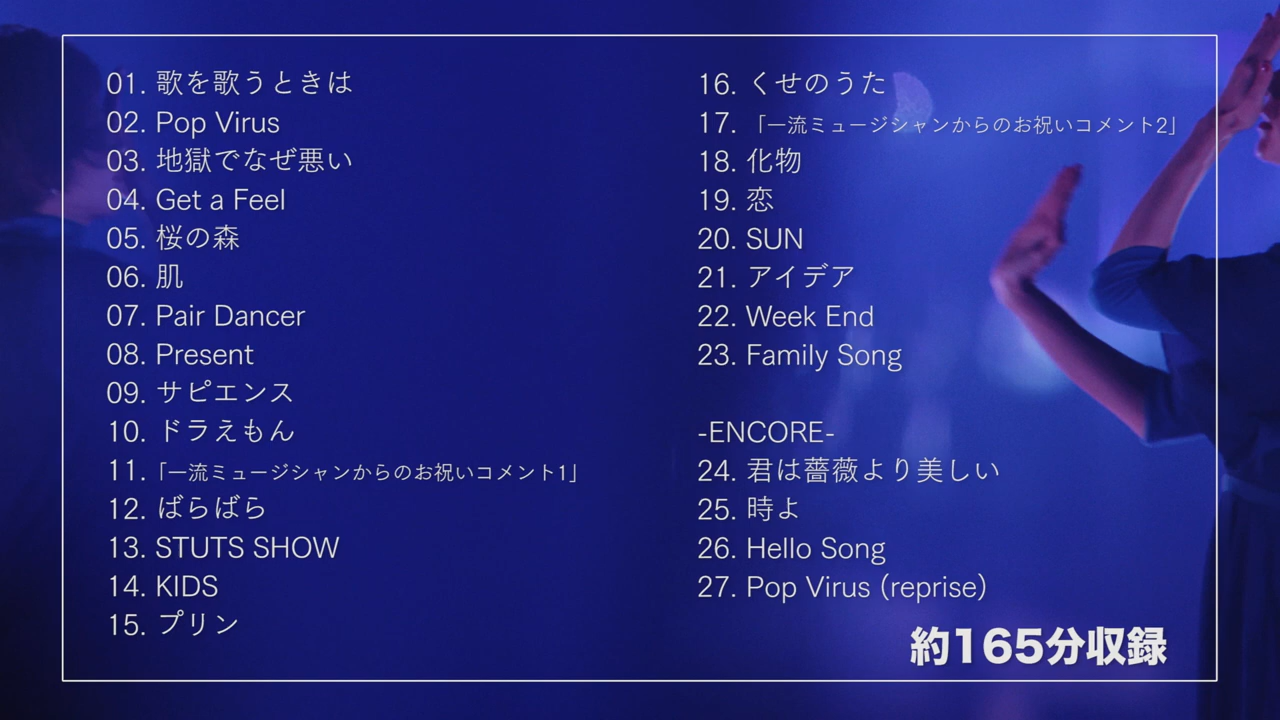 01. 歌を歌うときは
02. Pop Virus
03. 地獄でなぜ悪い
04. Get a Feel
05. 桜の森
06. 肌
07. Pair Dancer
08. Present
09. サピエンス
10. ドラえもん
11.「一流ミュージシャンからのお祝いコメント1」
12. ばらばら
13. STUTS SHOW
14. KIDS
15. プリン
16. くせのうた
17. 「一流ミュージシャンからのお祝いコメント2」
18. 化物
19. 恋
20. SUN
21. アイデア
22. Week End
23. Family Song
-ENCORE-
24. 君は薔薇より美しい
25. 時よ
26. Hello Song
27. Pop Virus (reprise)
約165分収録